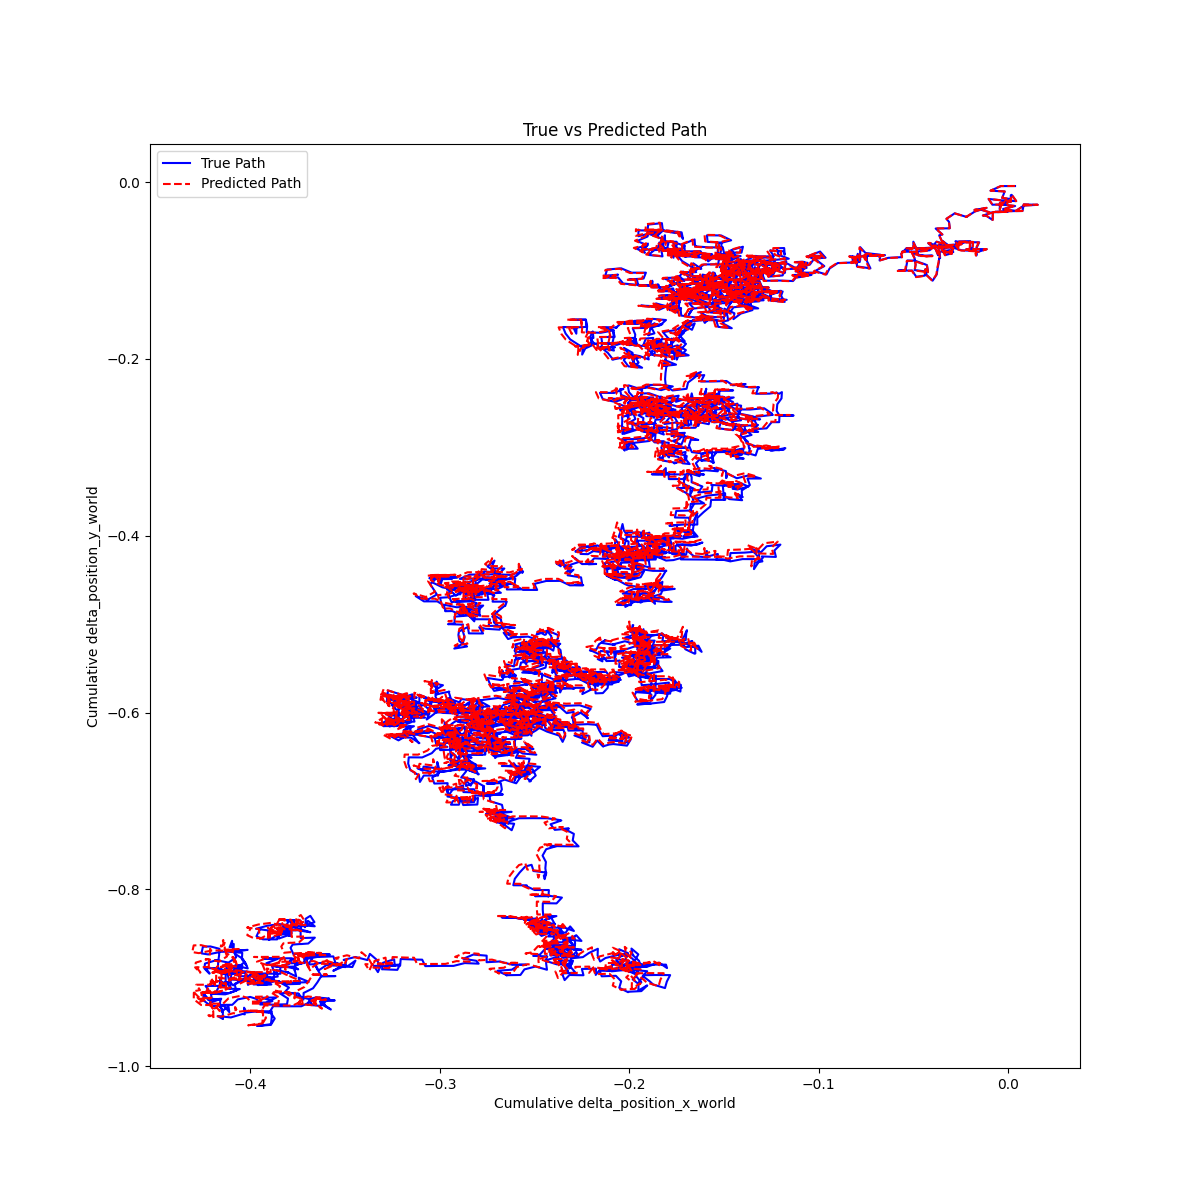 True vs Predicted Path
True Path
Predicted Path
0.0
−0.2
−0.4
−0.6
−0.8
−1.0
Cumulative delta_position_y_world
−0.4
−0.3
−0.2
−0.1
0.0
Cumulative delta_position_x_world